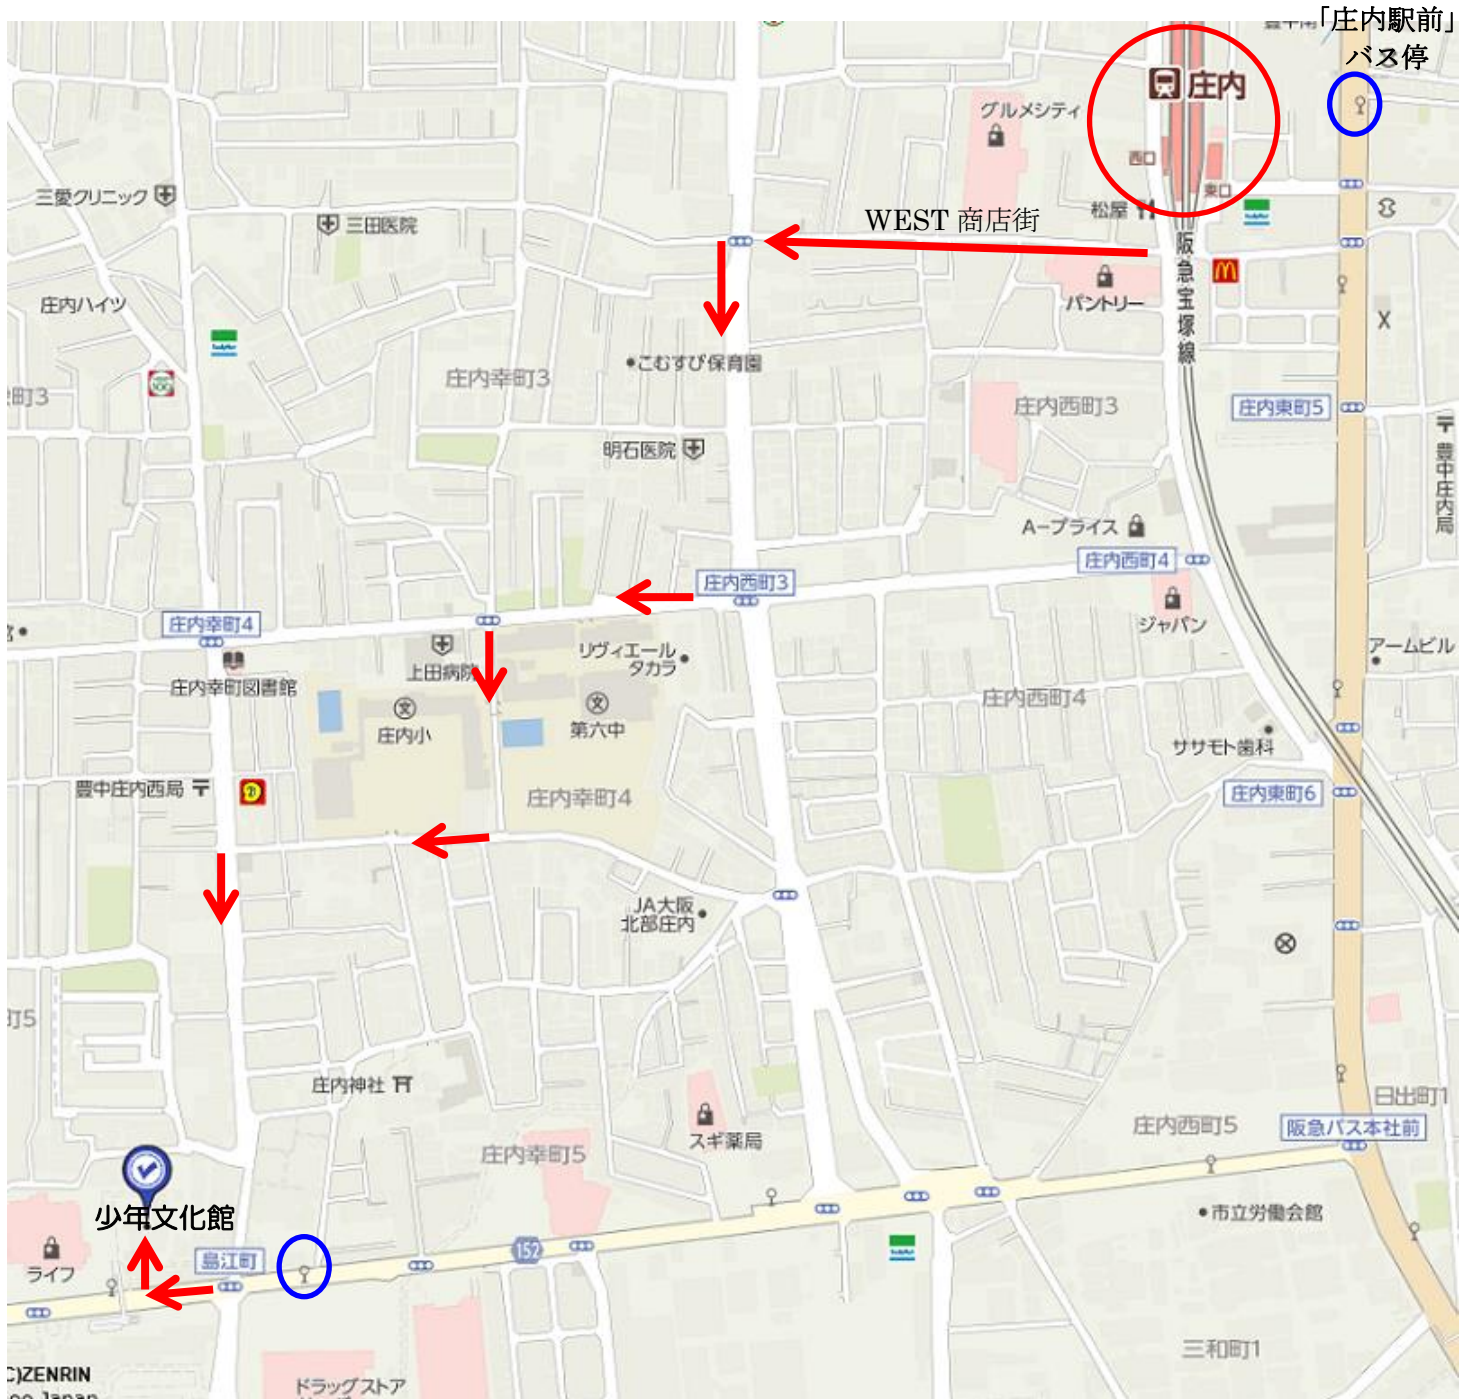 「庄内駅前」
バス停
庄内
グルメシティ
西口
東口
三愛クリニック
三田医院
WEST 商店街
松屋
阪急宝塚線
庄内ハイツ
パントリー
こむすび保育園
庄内幸町3
町3
庄内西町3
庄内東町5
明石医院
豊中庄内局
A-プライス
庄内西町4
庄内西町3
庄内幸町4
ジャパン
リヴィエール
タカラ
アームビル
上田病院
庄内幸町図書館
庄内西町4
庄内小
第六中
ササモト歯科
豊中庄内西局
庄内幸町4
庄内東町6
JA大阪
北部庄内
町5
庄内神社
日出町1
スギ薬局
庄内西町5
阪急バス本社前
庄内幸町5
少年文化館
市立労働会館
島江町
152
ライフ
三和町1
C)ZENRIN
ドラッグストア